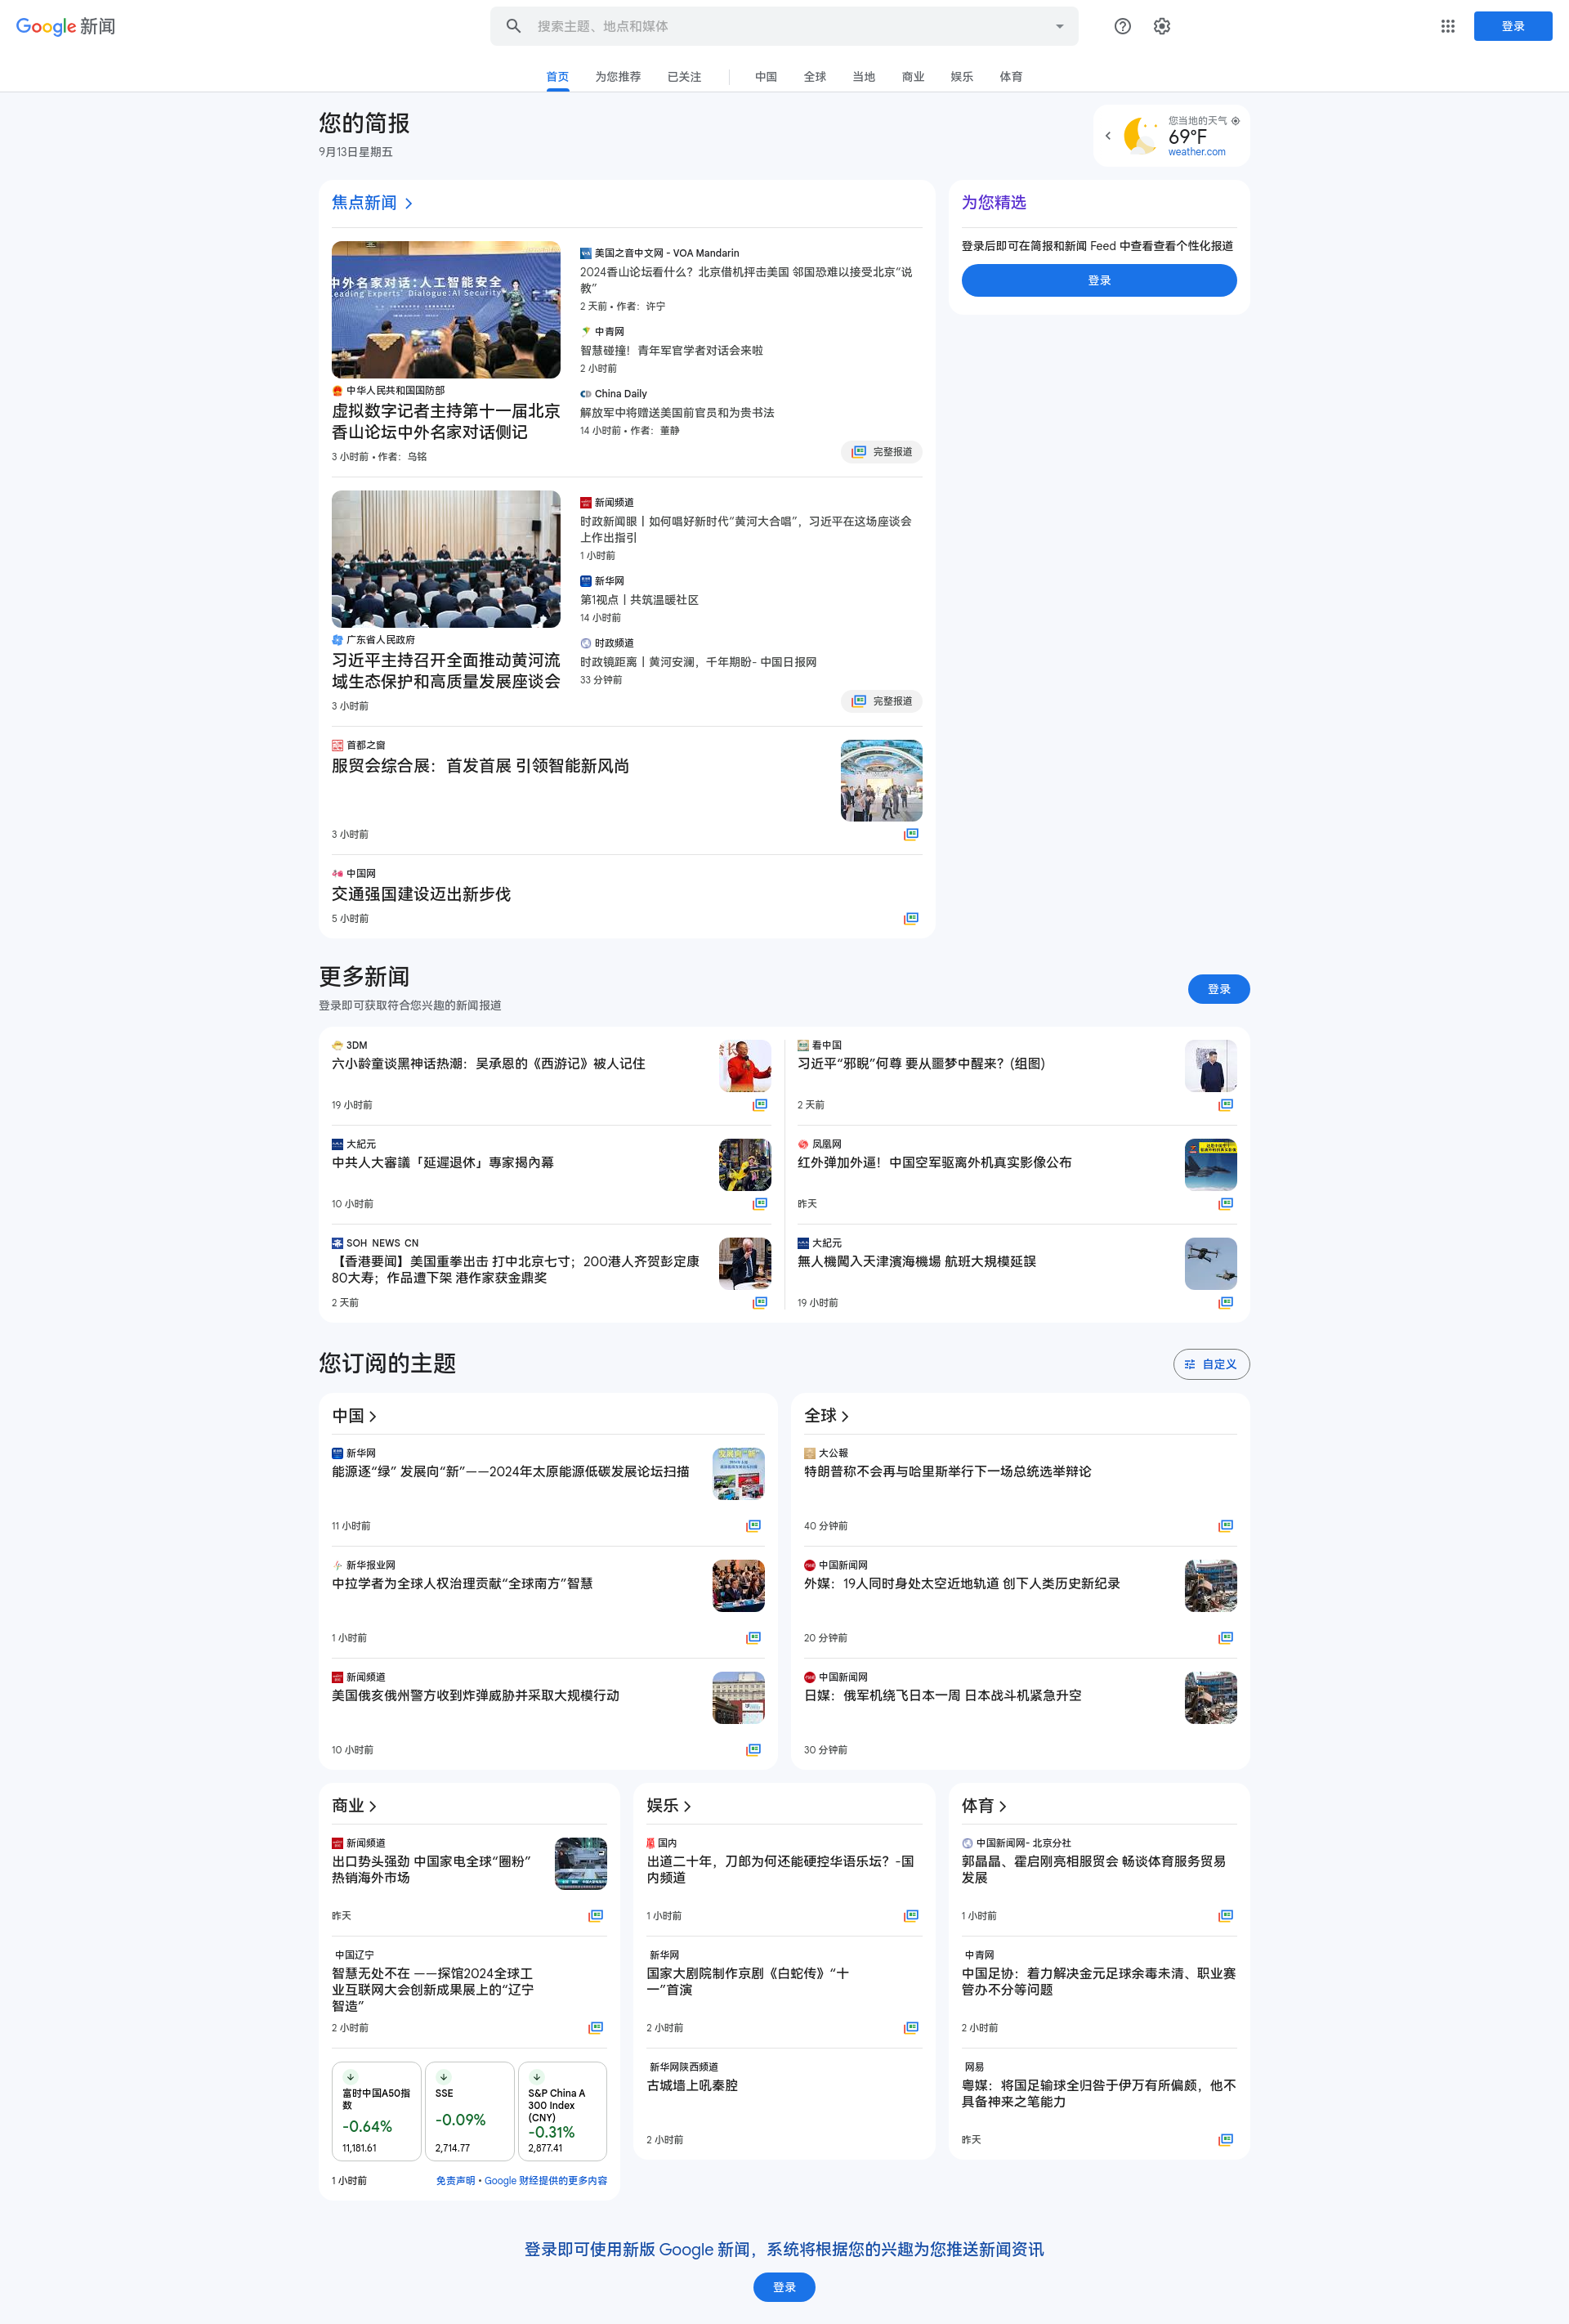 Google 新闻
搜索主题、地点和媒体
登录
首页
为您推荐
已关注
中国
全球
当地
商业
娱乐
体育
您的简报
9月13日星期五
您当地的天气
69°F
weather.com
焦点新闻
中外名家对话：人工智能安全
Leading Experts' Dialogue:AI Security
中华人民共和国国防部
虚拟数字记者主持第十一届北京
香山论坛中外名家对话侧记
3 小时前 • 作者：乌铭
美国之音中文网 - VOA Mandarin
2024香山论坛看什么？北京借机抨击美国 邻国恐难以接受北京“说
教”
2 天前 • 作者：许宁
中青网
智慧碰撞！青年军官学者对话会来啦
2 小时前
China Daily
解放军中将赠送美国前官员和为贵书法
14 小时前 • 作者：董静
完整报道
广东省人民政府
习近平主持召开全面推动黄河流
域生态保护和高质量发展座谈会
3 小时前
新闻频道
时政新闻眼丨如何唱好新时代“黄河大合唱”，习近平在这场座谈会
上作出指引
1 小时前
新华网
第1视点丨共筑温暖社区
14 小时前
时政频道
时政镜距离丨黄河安澜，千年期盼- 中国日报网
33 分钟前
完整报道
首都之窗
服贸会综合展：首发首展 引领智能新风尚
3 小时前
中国网
交通强国建设迈出新步伐
5 小时前
为您精选
登录后即可在简报和新闻 Feed 中查看查看个性化报道
登录
更多新闻
登录即可获取符合您兴趣的新闻报道
登录
3DM
六小龄童谈黑神话热潮：吴承恩的《西游记》被人记住
19 小时前
大紀元
中共人大審議「延遲退休」專家揭內幕
10 小时前
SOH NEWS CN
【香港要闻】美国重拳出击 打中北京七寸；200港人齐贺彭定康
80大寿；作品遭下架 港作家获金鼎奖
2 天前
看中国
习近平“邪睨”何尊 要从噩梦中醒来？(组图)
2 天前
凤凰网
红外弹加外逼！中国空军驱离外机真实影像公布
昨天
大紀元
無人機闖入天津濱海機場 航班大規模延誤
19 小时前
您订阅的主题
自定义
中国
新华网
能源逐“绿” 发展向“新”——2024年太原能源低碳发展论坛扫描
发展向“新”
11 小时前
新华报业网
中拉学者为全球人权治理贡献“全球南方”智慧
1 小时前
新闻频道
美国俄亥俄州警方收到炸弹威胁并采取大规模行动
10 小时前
全球
大公報
特朗普称不会再与哈里斯举行下一场总统选举辩论
40 分钟前
中国新闻网
外媒：19人同时身处太空近地轨道 创下人类历史新纪录
20 分钟前
中国新闻网
日媒：俄军机绕飞日本一周 日本战斗机紧急升空
30 分钟前
商业
新闻频道
出口势头强劲 中国家电全球“圈粉”
热销海外市场
昨天
中国辽宁
智慧无处不在 ——探馆2024全球工
业互联网大会创新成果展上的“辽宁
智造”
2 小时前
富时中国A50指
数
-0.64%
11,181.61
SSE
-0.09%
2,714.77
S&P China A
300 Index
(CNY)
-0.31%
2,877.41
1 小时前
免责声明 • Google 财经提供的更多内容
娱乐
国内
出道二十年，刀郎为何还能硬控华语乐坛？-国
内频道
1 小时前
新华网
国家大剧院制作京剧《白蛇传》“十
一”首演
2 小时前
新华网陕西频道
古城墙上吼秦腔
2 小时前
体育
中国新闻网- 北京分社
郭晶晶、霍启刚亮相服贸会 畅谈体育服务贸易
发展
1 小时前
中青网
中国足协：着力解决金元足球余毒未清、职业赛
管办不分等问题
2 小时前
网易
粤媒：将国足输球全归咎于伊万有所偏颇，他不
具备神来之笔能力
昨天
登录即可使用新版 Google 新闻，系统将根据您的兴趣为您推送新闻资讯
登录